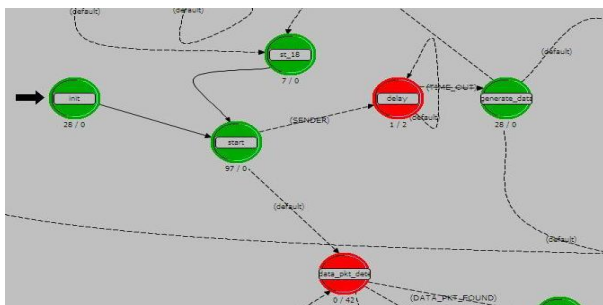 (default)
(default)
st_18
7 / 0
(default)
init
28 / 0
delay
1 / 2
(TIME_OUT)
(default)
generate_data
28 / 0
(SENDER)
start
97 / 0
(default)
(default)
data_pkt_dete
0 / 42
(DATA_PKT_FOUND)